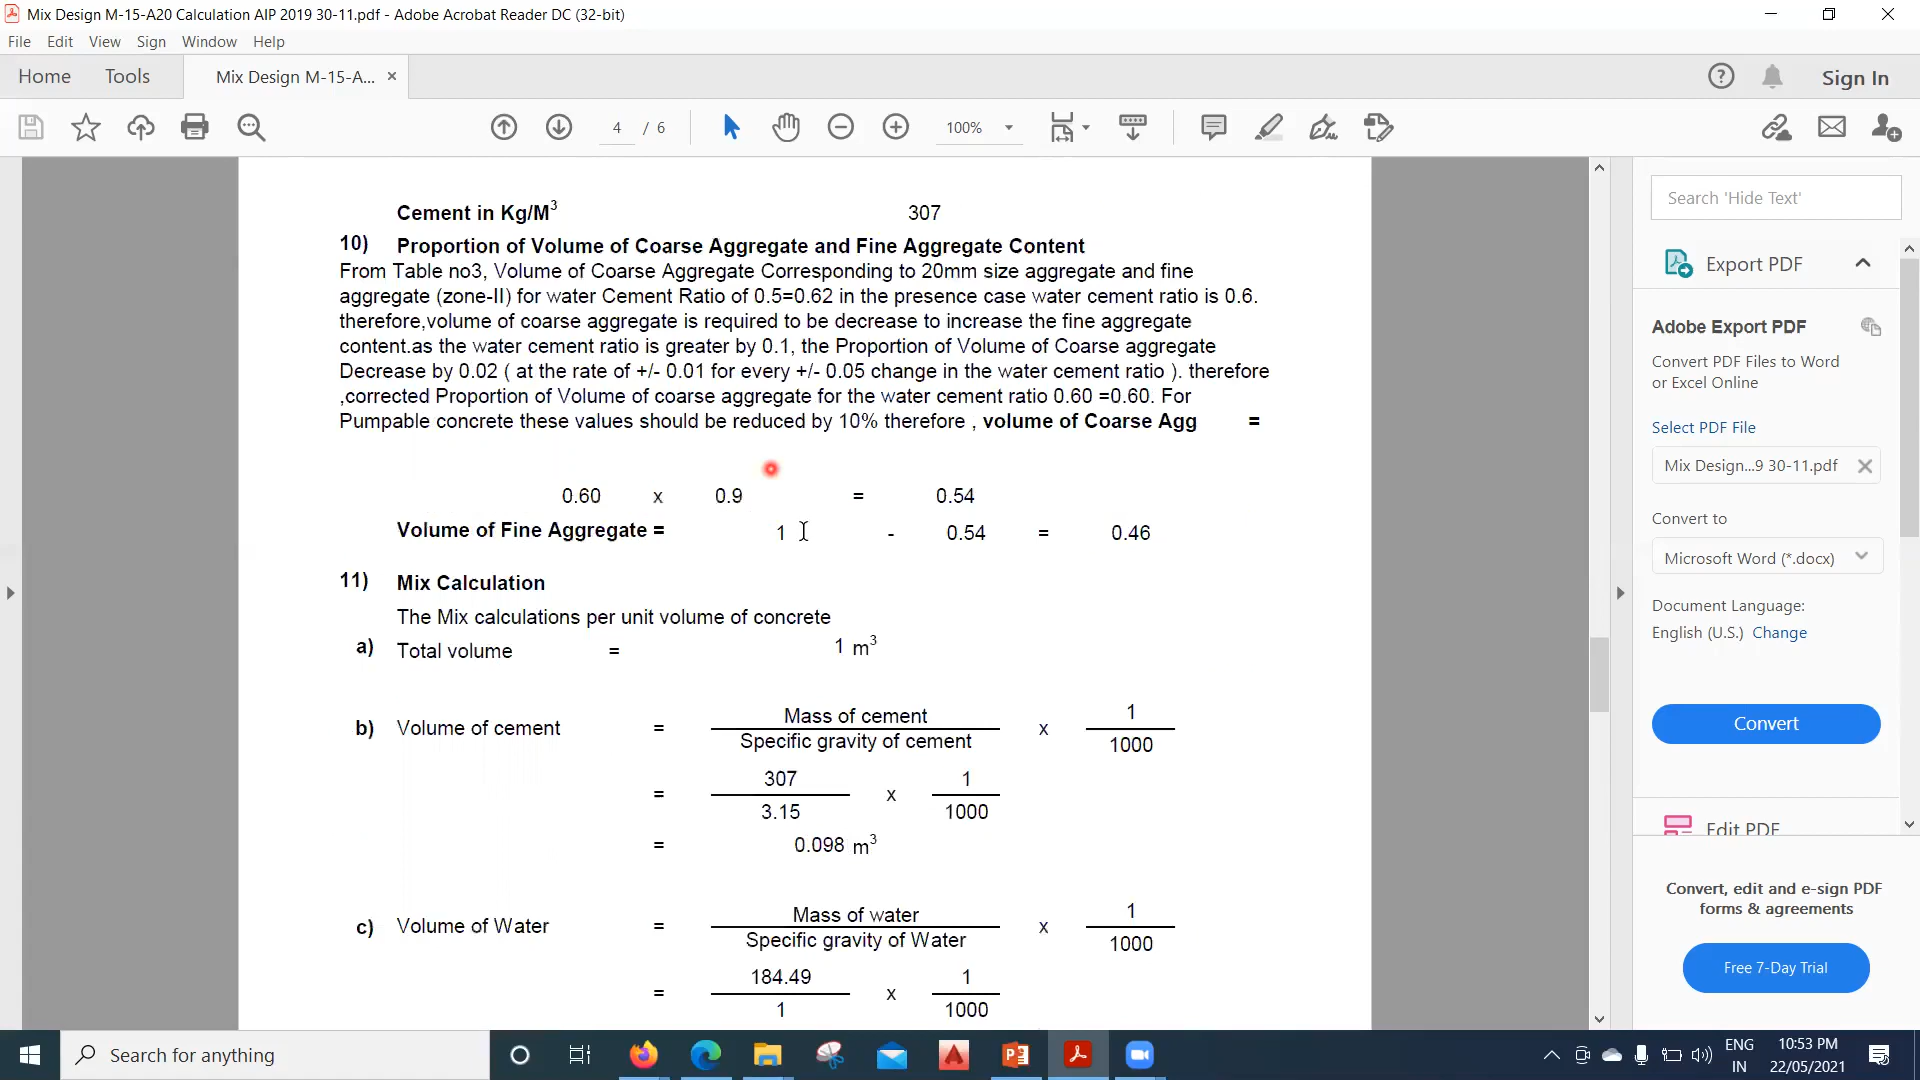 Mix Design M-15-A20 Calculation AIP 2019 30-11.pdf - Adobe Acrobat Reader DC (32-bit)
File Edit View Sign Window Help
Home Tools Mix Design M-15-A... × Sign In
4 / 6 100%
Cement in Kg/M³ 307
10) Proportion of Volume of Coarse Aggregate and Fine Aggregate Content
From Table no3, Volume of Coarse Aggregate Corresponding to 20mm size aggregate and fine
aggregate (zone-II) for water Cement Ratio of 0.5=0.62 in the presence case water cement ratio is 0.6.
therefore,volume of coarse aggregate is required to be decrease to increase the fine aggregate
content.as the water cement ratio is greater by 0.1, the Proportion of Volume of Coarse aggregate
Decrease by 0.02 ( at the rate of +/- 0.01 for every +/- 0.05 change in the water cement ratio ). therefore
,corrected Proportion of Volume of coarse aggregate for the water cement ratio 0.60 =0.60. For
Pumpable concrete these values should be reduced by 10% therefore , volume of Coarse Agg =
0.60 x 0.9 = 0.54
Volume of Fine Aggregate = 1 - 0.54 = 0.46
11) Mix Calculation
The Mix calculations per unit volume of concrete
a) Total volume = 1 m³
b) Volume of cement = Mass of cement x 1
Specific gravity of cement 1000
= 307 x 1
3.15 1000
= 0.098 m³
c) Volume of Water = Mass of water x 1
Specific gravity of Water 1000
= 184.49 x 1
1 1000
Search 'Hide Text'
Export PDF
Adobe Export PDF
Convert PDF Files to Word
or Excel Online
Select PDF File
Mix Design...9 30-11.pdf
Convert to
Microsoft Word (*.docx)
Document Language:
English (U.S.) Change
Convert
Edit PDF
Convert, edit and e-sign PDF
forms & agreements
Free 7-Day Trial
Search for anything
ENG
IN
10:53 PM
22/05/2021